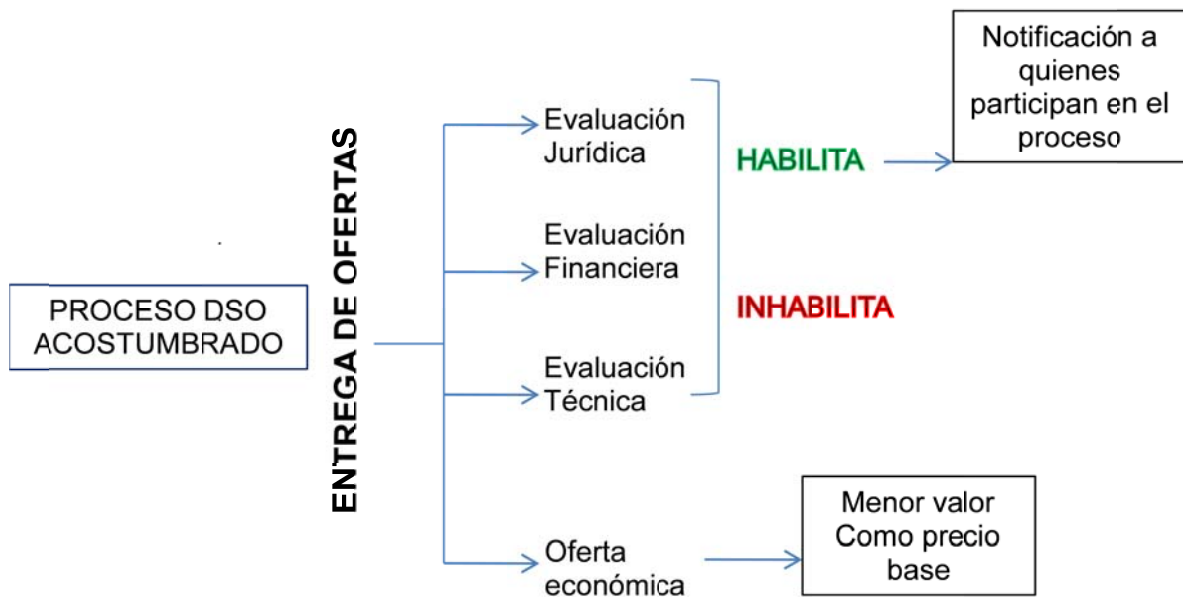 PROCESO DSO
ACOSTUMBRADO
ENTREGA DE OFERTAS
Evaluación
Jurídica
Evaluación
Financiera
Evaluación
Técnica
Oferta
económica
HABILITA
INHABILITA
Notificación a
quienes
participan en el
proceso
Menor valor
Como precio
base